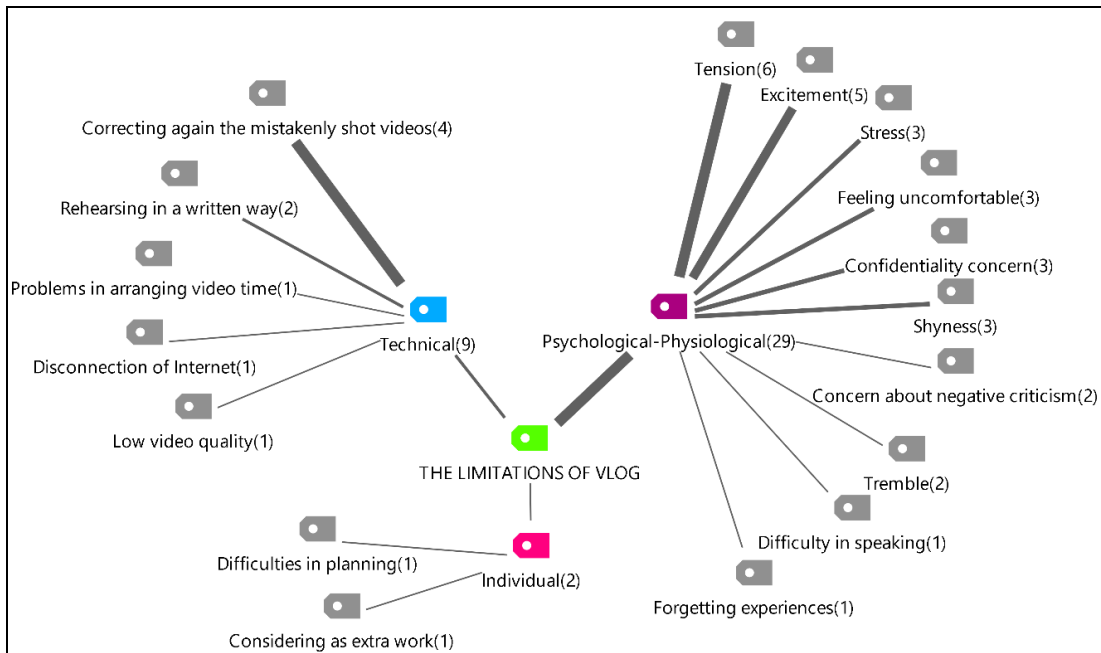 Tension(6)
Excitement(5)
Correcting again the mistakenly shot videos(4)
Stress(3)
Rehearsing in a written way(2)
Feeling uncomfortable(3)
Confidentiality concern(3)
Problems in arranging video time(1)
Shyness(3)
Technical(9)
Psychological-Physiological(29)
Disconnection of Internet(1)
Concern about negative criticism(2)
Low video quality(1)
THE LIMITATIONS OF VLOG
Tremble(2)
Difficulty in speaking(1)
Difficulties in planning(1)
Individual(2)
Forgetting experiences(1)
Considering as extra work(1)